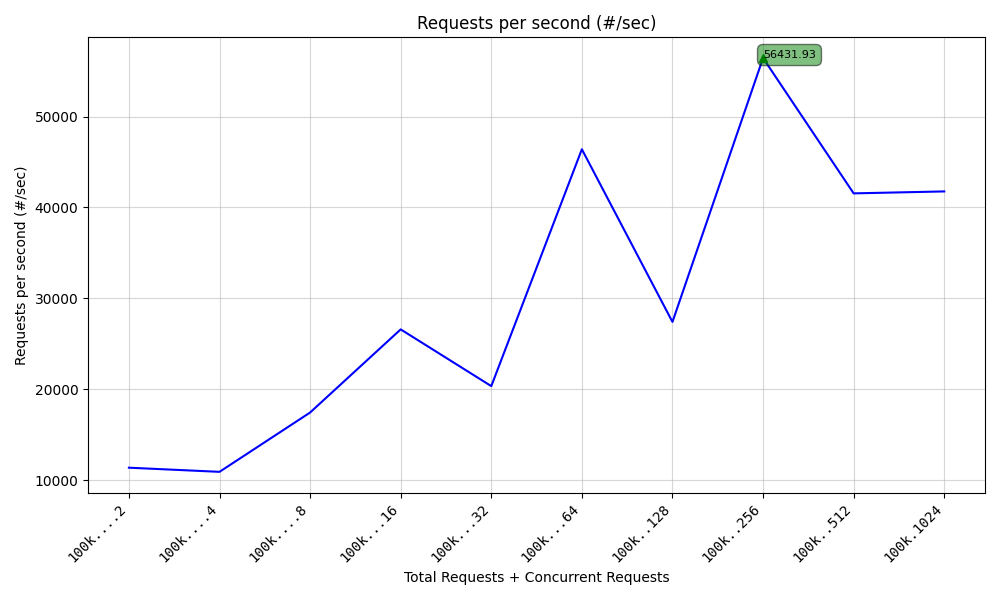 Requests per second (#/sec)
56431.93
50000
40000
30000
20000
10000
Requests per second (#/sec)
100k....2
100k....4
100k....8
100k...16
100k...32
100k...64
100k..128
100k..256
100k..512
100k.1024
Total Requests + Concurrent Requests